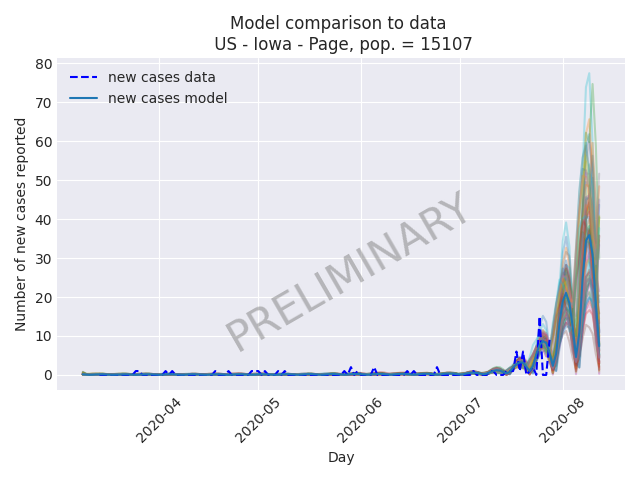 Model comparison to data
US - Iowa - Page, pop. = 15107
new cases data
new cases model
Number of new cases reported
80
70
60
50
40
30
20
10
0
PRELIMINARY
2020-04
2020-05
2020-06
2020-07
2020-08
Day